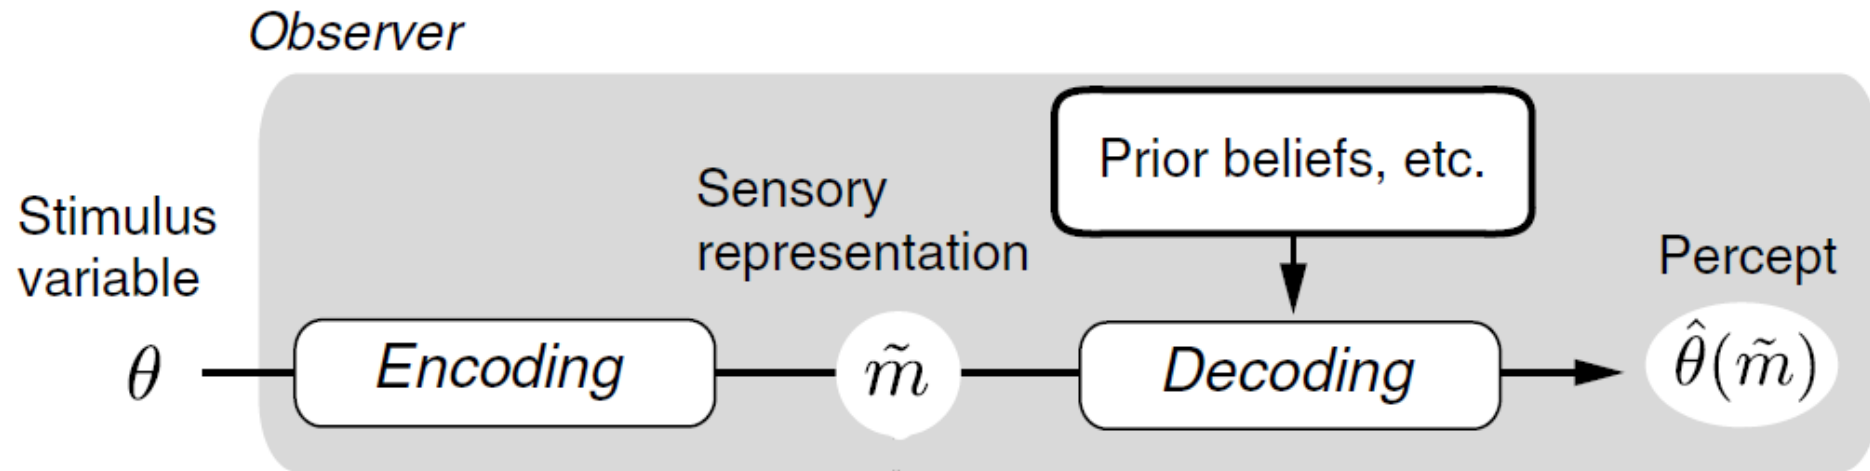 Observer
Prior beliefs, etc.
Sensory
representation
Stimulus
variable
Percept
θ
Encoding
m̃
Decoding
θ̂(m̃)